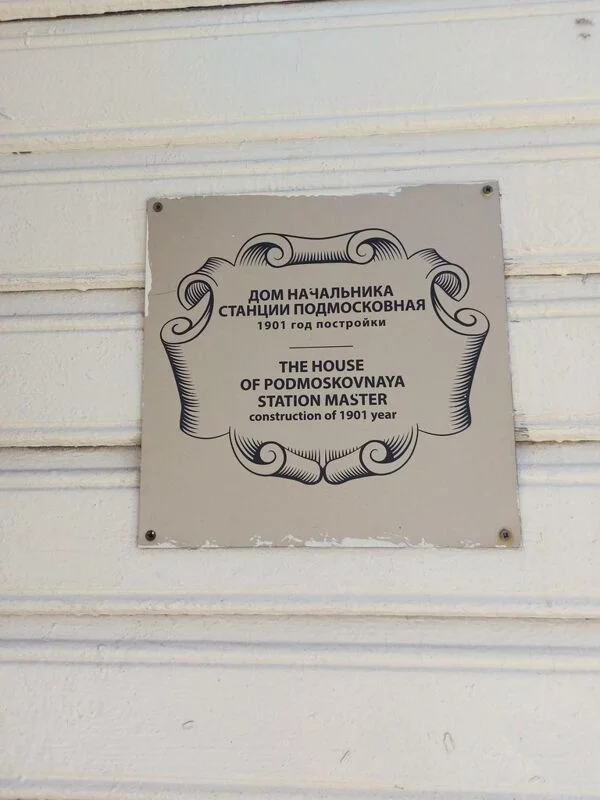 ДОМ НАЧАЛЬНИКА
СТАНЦИИ ПОДМОСКОВНАЯ
1901 год постройки
THE HOUSE
OF PODMOSKOVNAYA
STATION MASTER
construction of 1901 year